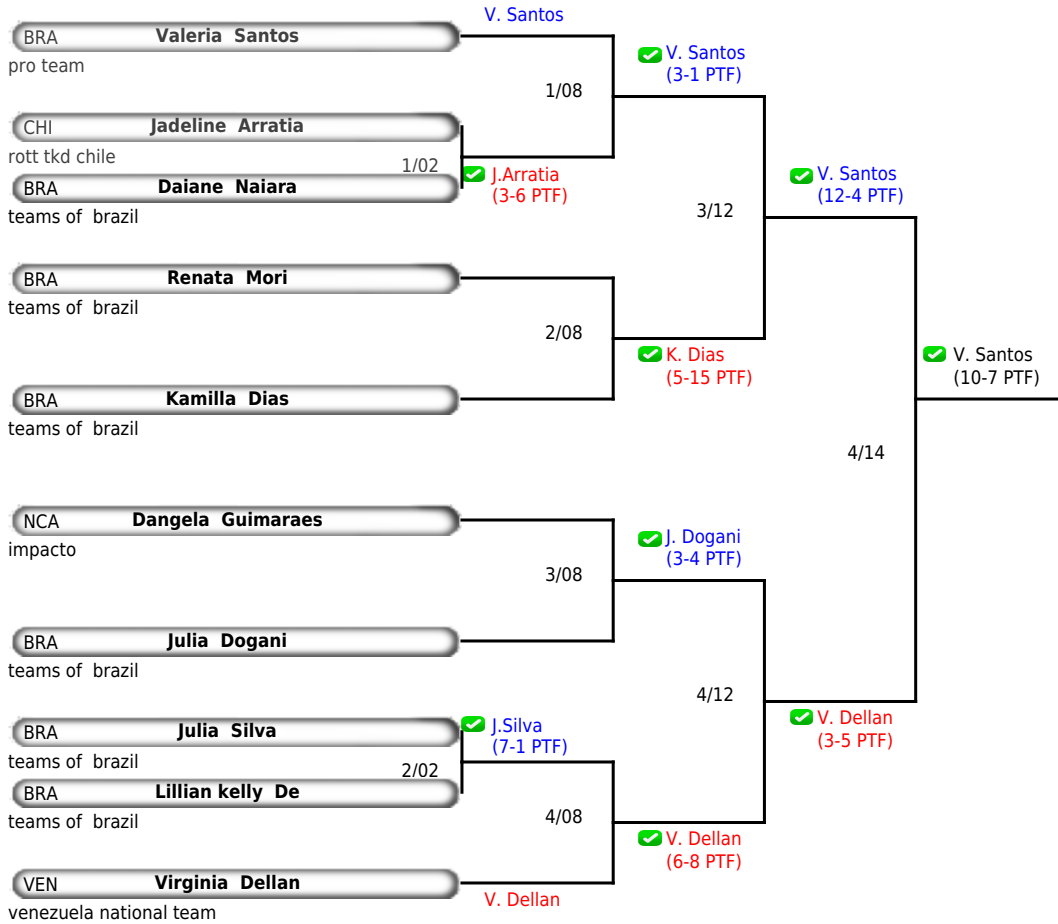 V. Santos
BRA Valeria Santos
pro team
V. Santos
(3-1 PTF)
1/08
CHI Jadeline Arratia
rott tkd chile
1/02
J.Arratia
(3-6 PTF)
BRA Daiane Naiara
teams of brazil
V. Santos
(12-4 PTF)
3/12
BRA Renata Mori
teams of brazil
2/08
K. Dias
(5-15 PTF)
V. Santos
(10-7 PTF)
BRA Kamilla Dias
teams of brazil
4/14
NCA Dangela Guimaraes
impacto
J. Dogani
(3-4 PTF)
3/08
BRA Julia Dogani
teams of brazil
4/12
BRA Julia Silva
teams of brazil
J.Silva
(7-1 PTF)
V. Dellan
(3-5 PTF)
2/02
BRA Lillian kelly De
teams of brazil
4/08
V. Dellan
(6-8 PTF)
VEN Virginia Dellan
venezuela national team
V. Dellan